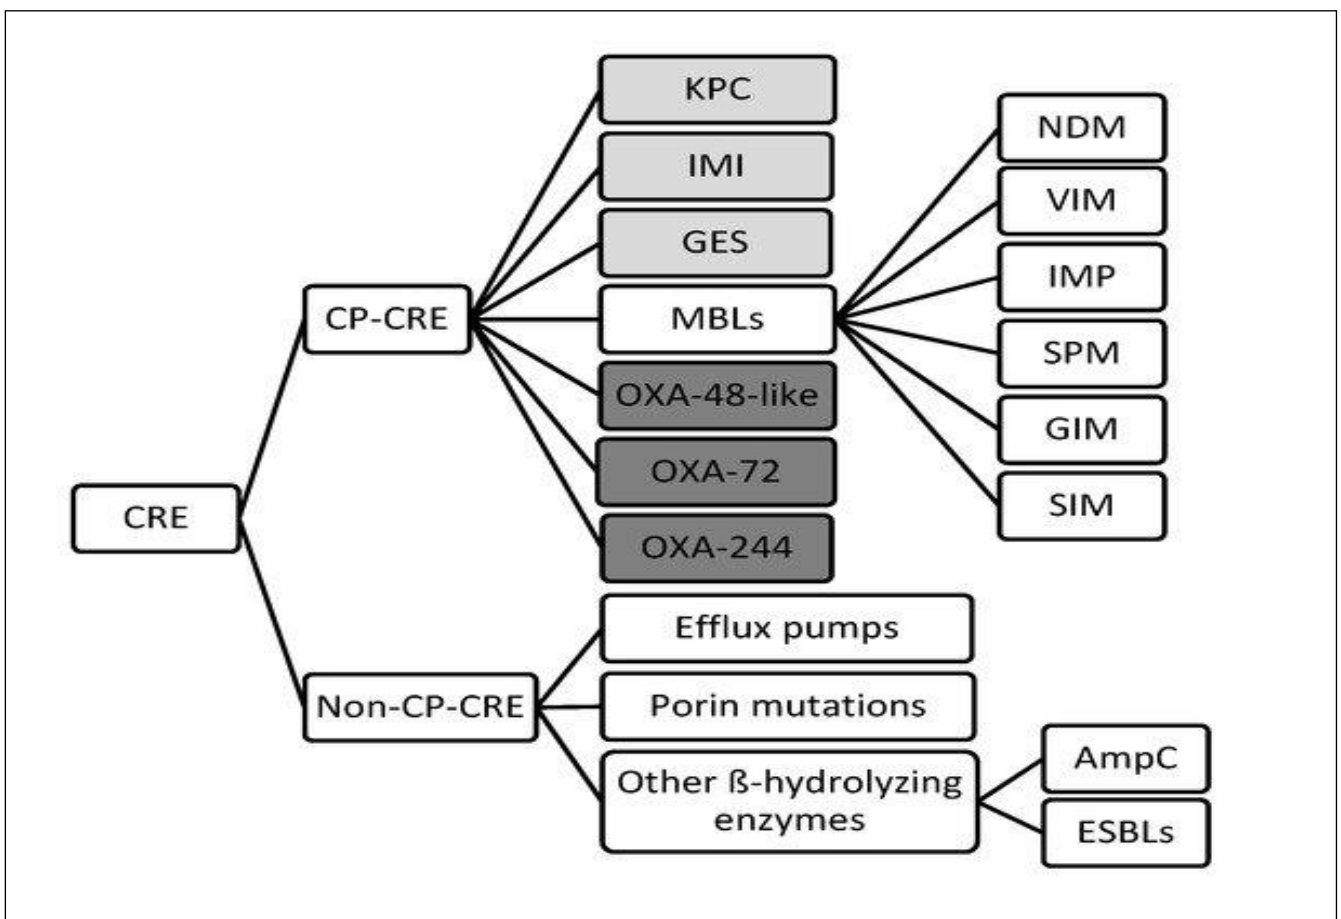 KPC
IMI
GES
MBLs
OXA-48-like
OXA-72
OXA-244
NDM
VIM
IMP
SPM
GIM
SIM
CP-CRE
CRE
Non-CP-CRE
Efflux pumps
Porin mutations
Other ß-hydrolyzing
enzymes
AmpC
ESBLs